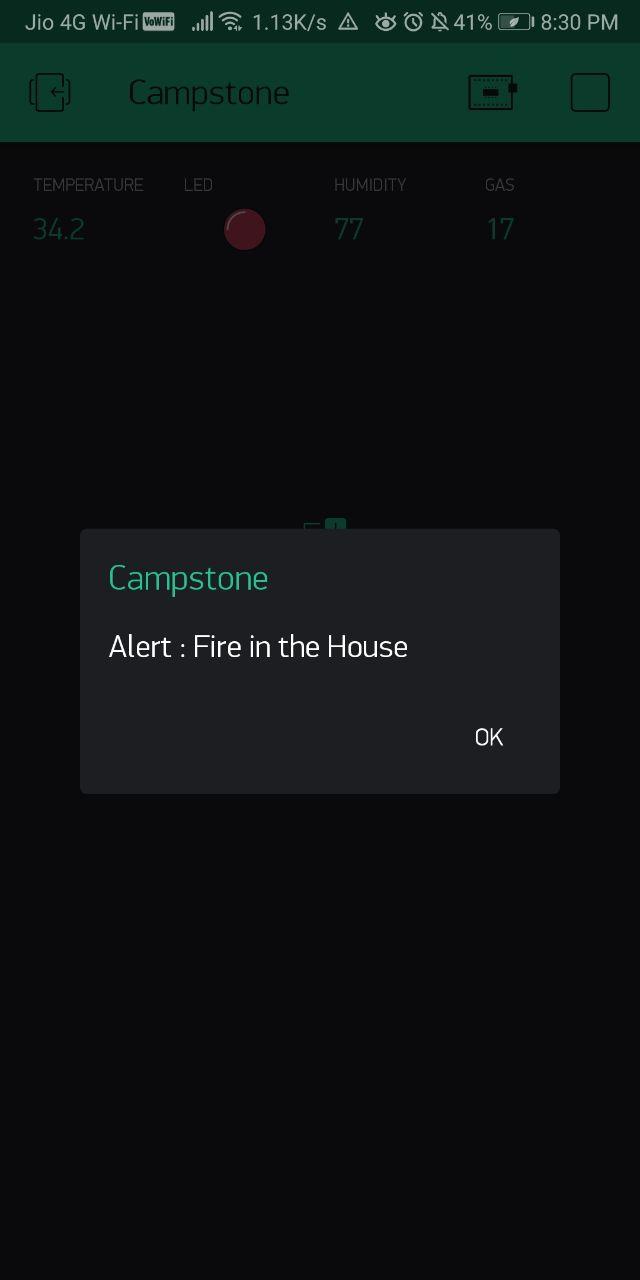 Jio 4G Wi-Fi VoWiFi 1.13K/s 41% 8:30 PM
Campstone
TEMPERATURE LED HUMIDITY GAS
34.2 77 17
Campstone
Alert : Fire in the House
OK